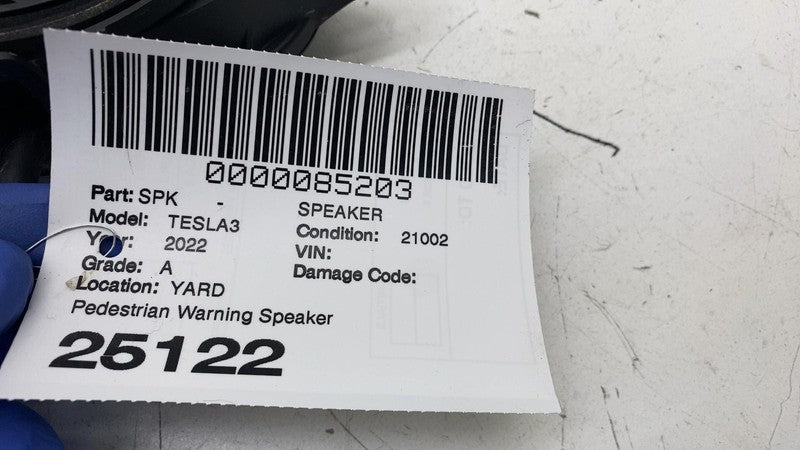 0000085203
Part: SPK - SPEAKER
Model: TESLA3 Condition: 21002
Year: 2022 VIN:
Grade: A Damage Code:
Location: YARD
Pedestrian Warning Speaker
25122